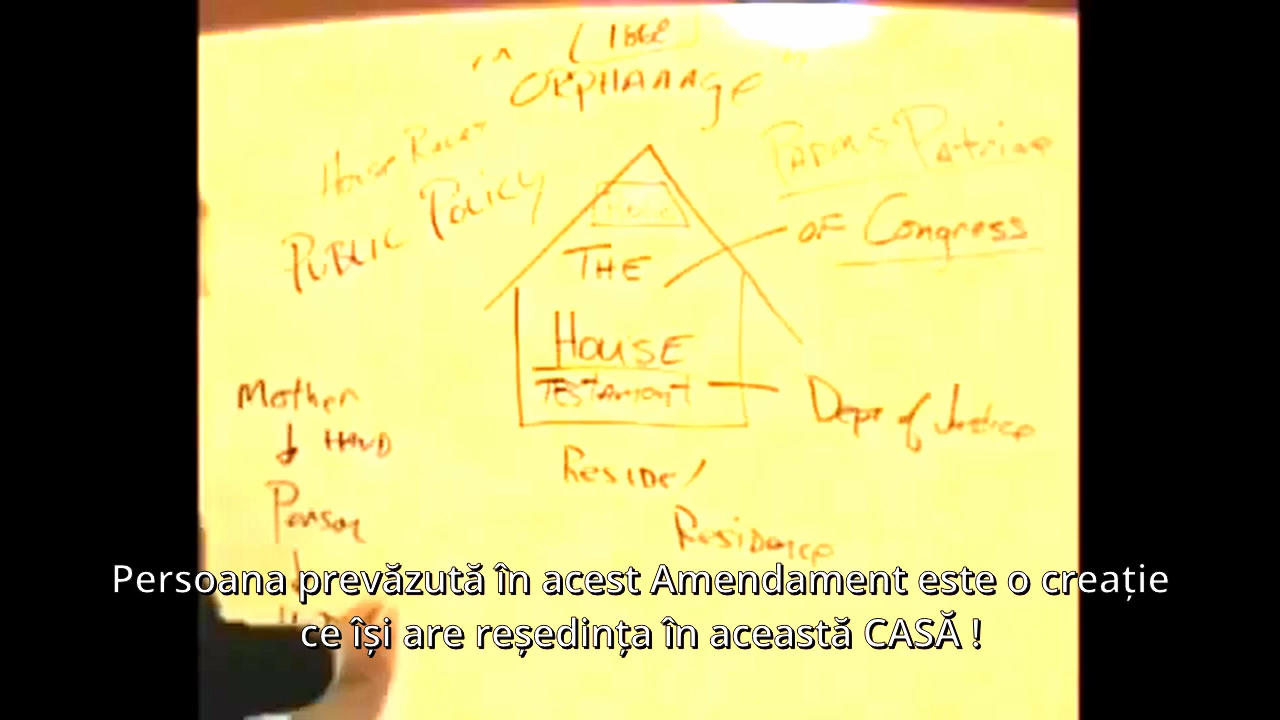 1662
ORPHANAGE
House Rules
PUBLIC POLICY
Parens Patriae
OF Congress
THE
HOUSE
TESTAMENT
Dept of Justice
Mother
HAND
Person
Reside/
Residence
Persoana prevăzută în acest Amendament este o creație
ce își are reședința în această CASĂ !